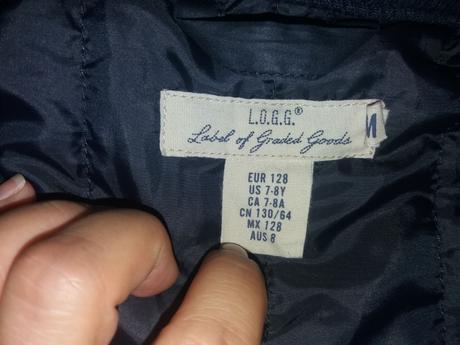 L.O.G.G.®
Label of Graded Goods
M
EUR 128
US 7-8Y
CA 7-8A
CN 130/64
MX 128
AUS 8